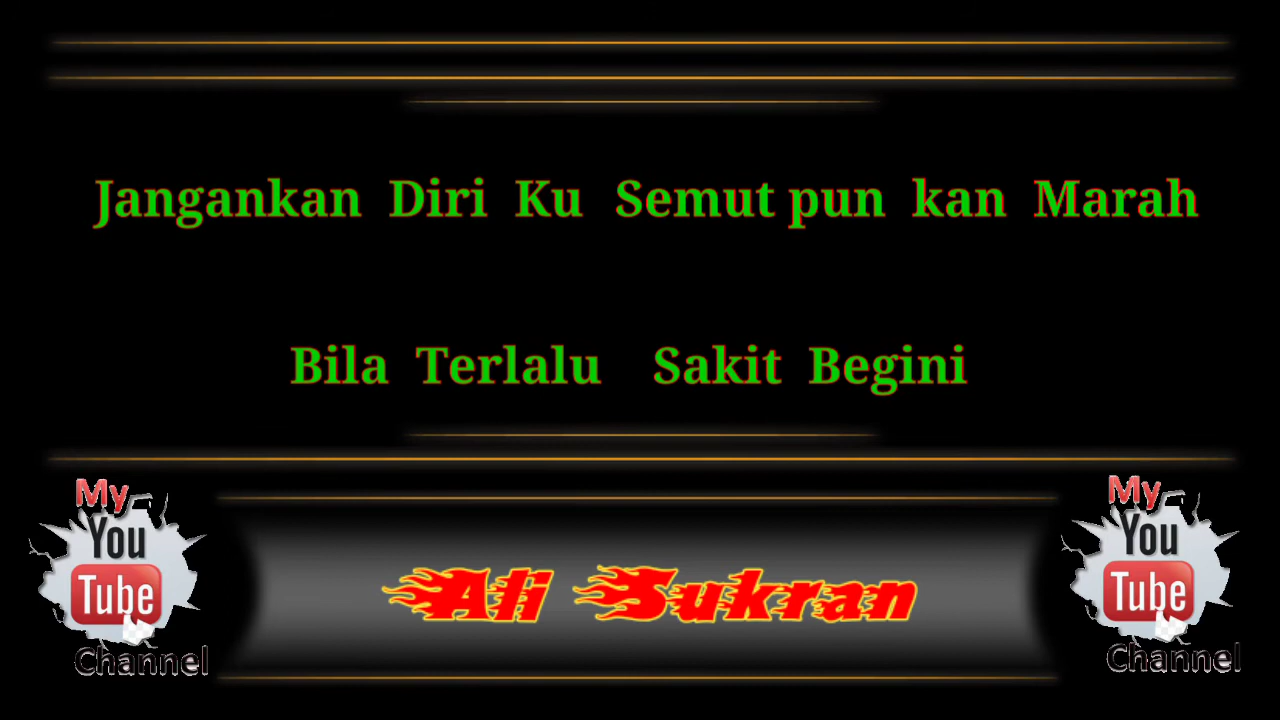 Jangankan Diri Ku Semut pun kan Marah
Bila Terlalu Sakit Begini
My
You
Tube
Channel
Ali Sukran
My
You
Tube
Channel